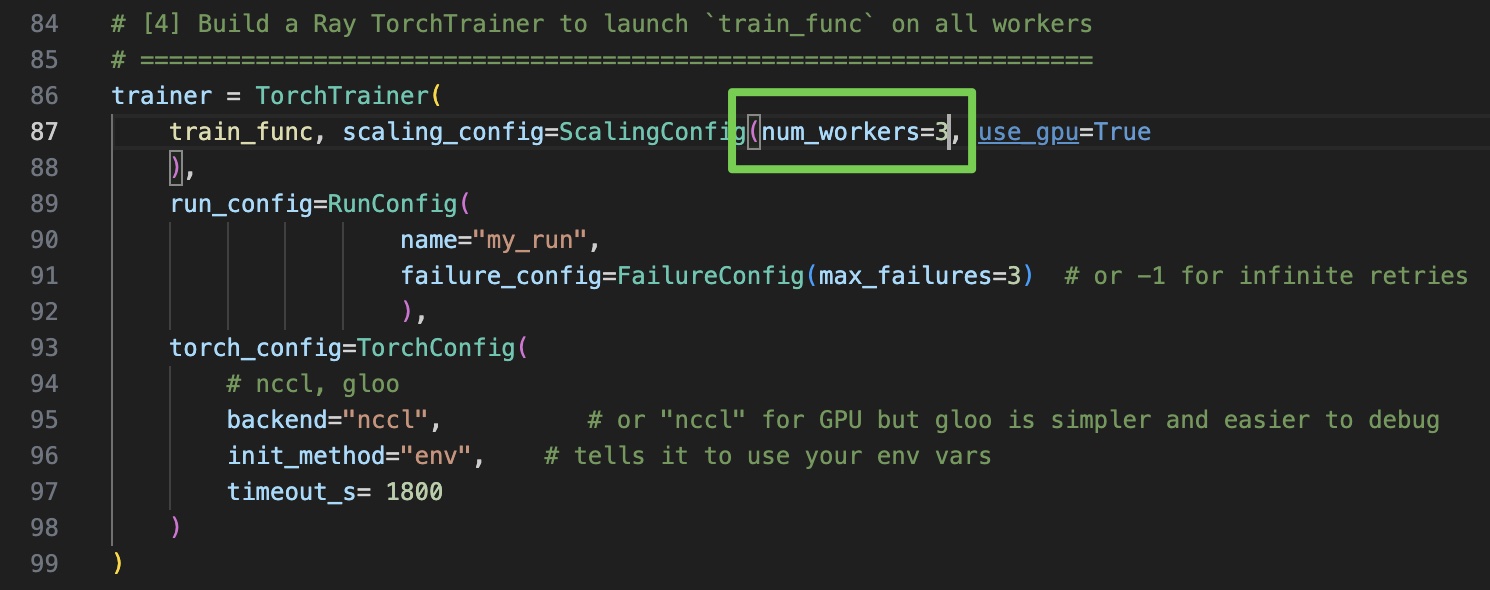 84 # [4] Build a Ray TorchTrainer to launch `train_func` on all workers
85 # ==================================================================
86 trainer = TorchTrainer(
87     train_func, scaling_config=ScalingConfig(num_workers=3, use_gpu=True
88     ),
89     run_config=RunConfig(
90                     name="my_run",
91                     failure_config=FailureConfig(max_failures=3)  # or -1 for infinite retries
92                     ),
93     torch_config=TorchConfig(
94         # nccl, gloo
95         backend="nccl",          # or "nccl" for GPU but gloo is simpler and easier to debug
96         init_method="env",    # tells it to use your env vars
97         timeout_s= 1800
98     )
99 )